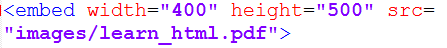 <embed width="400" height="500" src=
"images/learn_html.pdf">